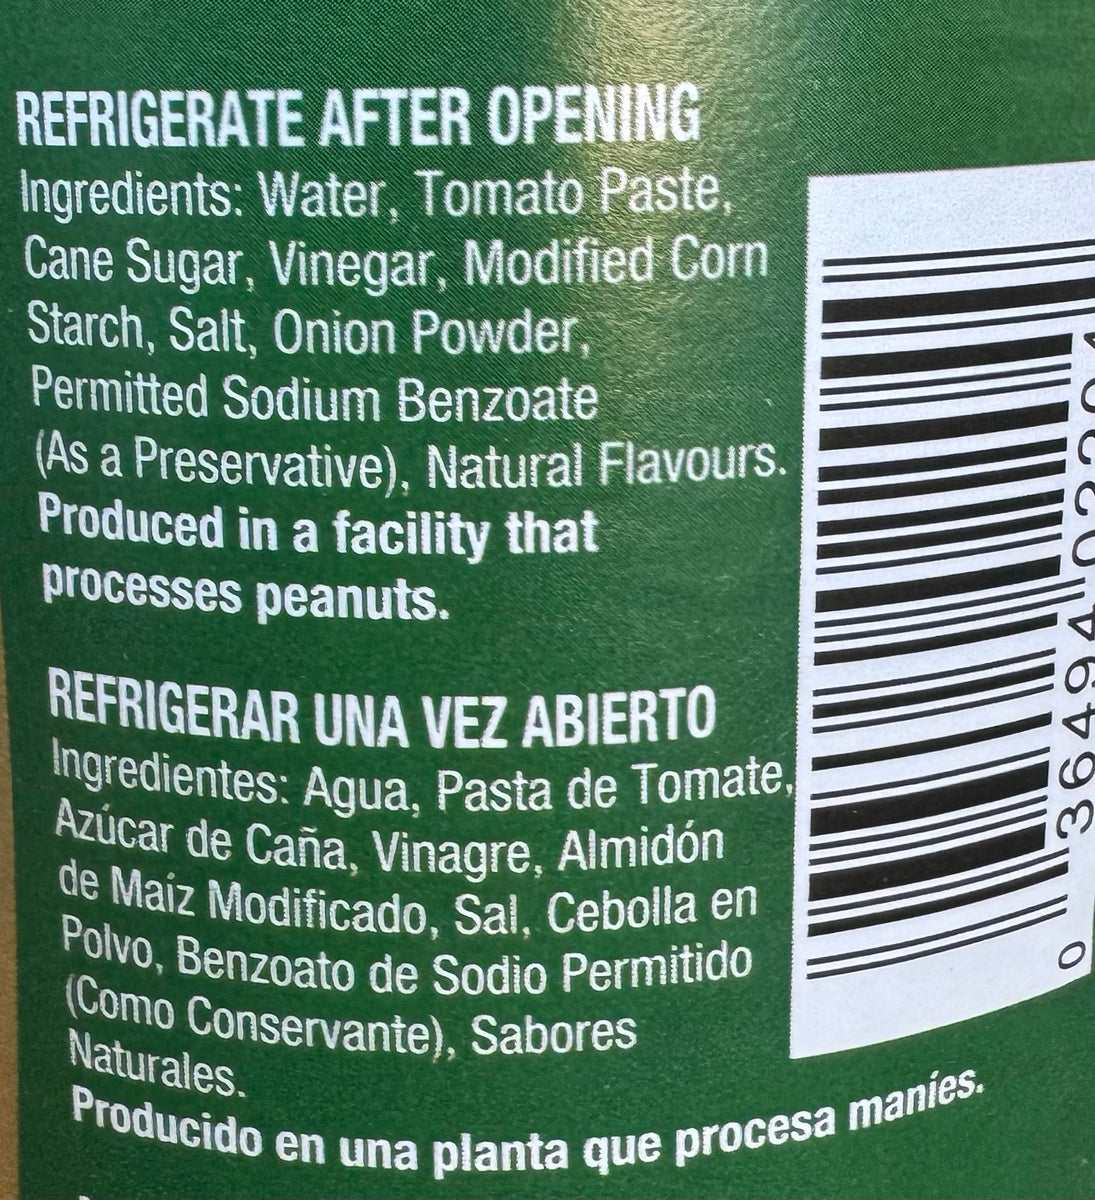 REFRIGERATE AFTER OPENING
Ingredients: Water, Tomato Paste,
Cane Sugar, Vinegar, Modified Corn
Starch, Salt, Onion Powder,
Permitted Sodium Benzoate
(As a Preservative), Natural Flavours.
Produced in a facility that
processes peanuts.
REFRIGERAR UNA VEZ ABIERTO
Ingredientes: Agua, Pasta de Tomate,
Azúcar de Caña, Vinagre, Almidón
de Maíz Modificado, Sal, Cebolla en
Polvo, Benzoato de Sodio Permitido
(Como Conservante), Sabores
Naturales.
Producido en una planta que procesa maníes.
0 36494 0220